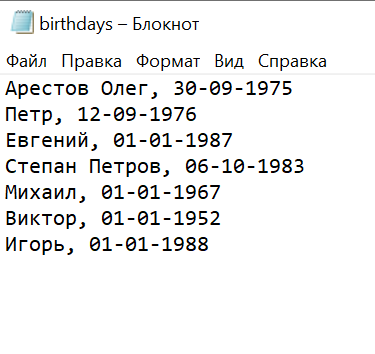 birthdays – Блокнот
Файл Правка Формат Вид Справка
Арестов Олег, 30-09-1975
Петр, 12-09-1976
Евгений, 01-01-1987
Степан Петров, 06-10-1983
Михаил, 01-01-1967
Виктор, 01-01-1952
Игорь, 01-01-1988